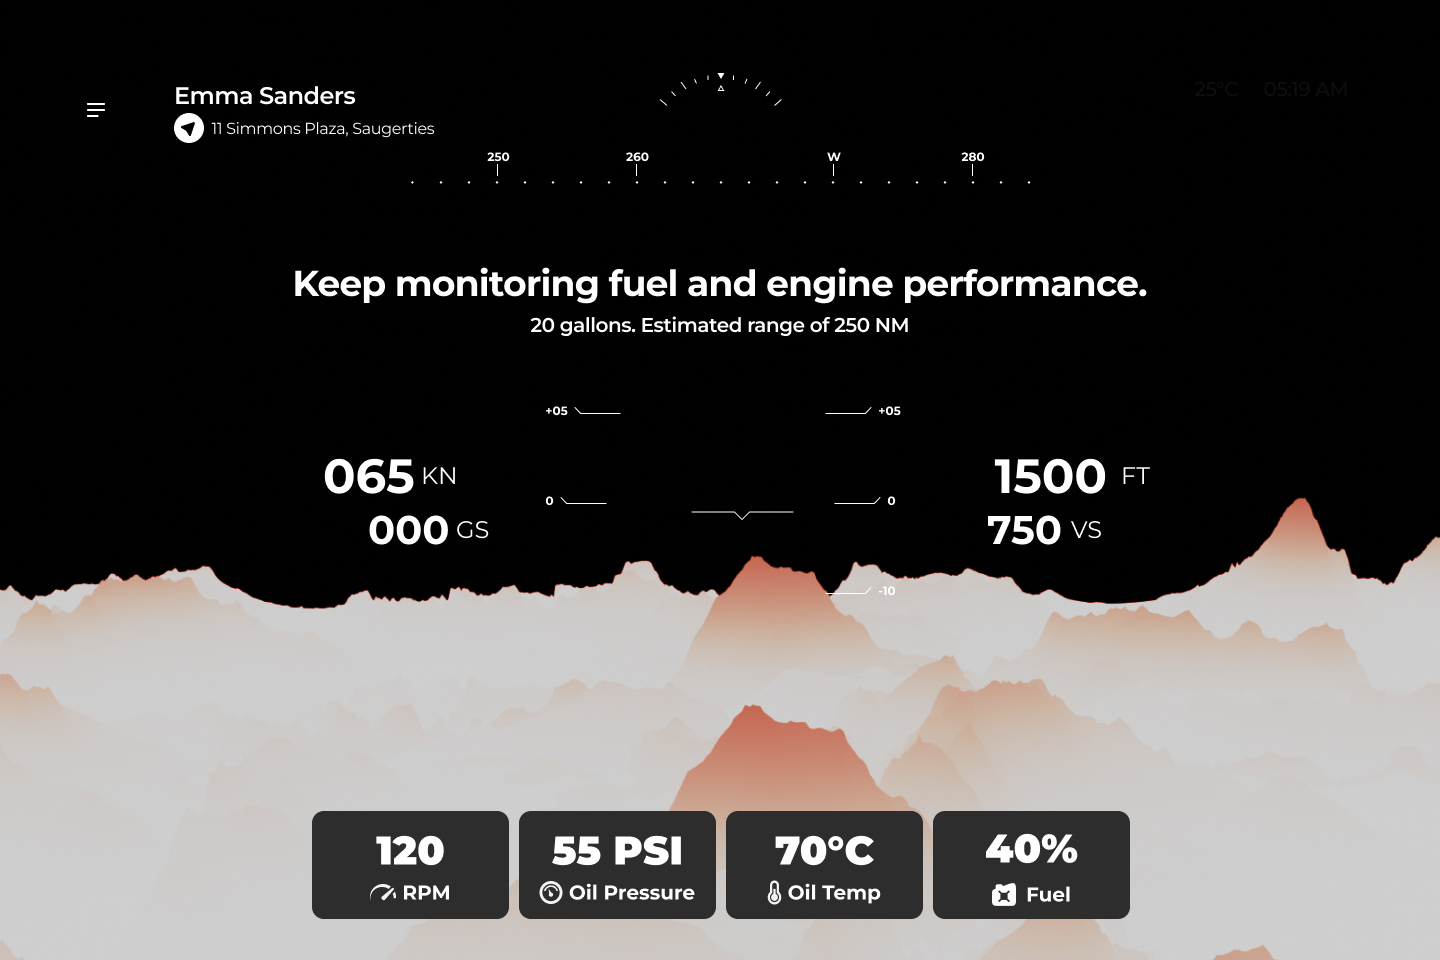 Emma Sanders
11 Simmons Plaza, Saugerties
25°C 05:19 AM
250 260 W 280
Keep monitoring fuel and engine performance.
20 gallons. Estimated range of 250 NM
+05 +05
065 KN
1500 FT
0 0
000 GS
750 VS
-10
120
RPM
55 PSI
Oil Pressure
70°C
Oil Temp
40%
Fuel